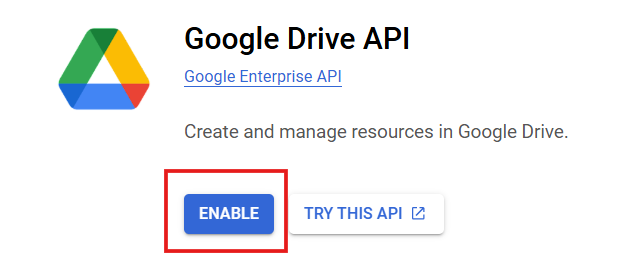 Google Drive API
Google Enterprise API
Create and manage resources in Google Drive.
ENABLE
TRY THIS API